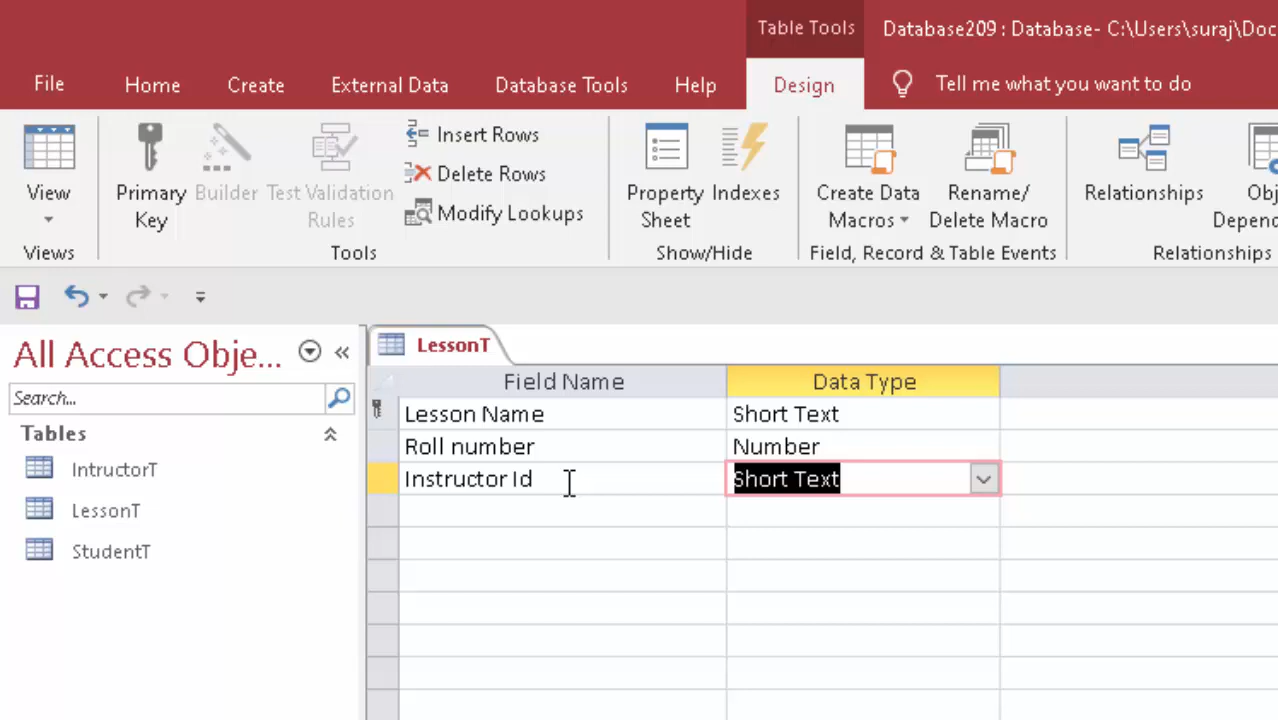 Table Tools
Database209 : Database- C:\Users\suraj\Doc
File Home Create External Data Database Tools Help Design Tell me what you want to do
View
Primary Key
Builder
Test Validation Rules
Insert Rows
Delete Rows
Modify Lookups
Property Sheet
Indexes
Create Data Macros
Rename/ Delete Macro
Relationships
Obj
Depend
Views
Tools
Show/Hide
Field, Record & Table Events
Relationships
All Access Obje...
LessonT
Search...
Tables
IntructorT
LessonT
StudentT
Field Name Data Type
Lesson Name Short Text
Roll number Number
Instructor Id Short Text